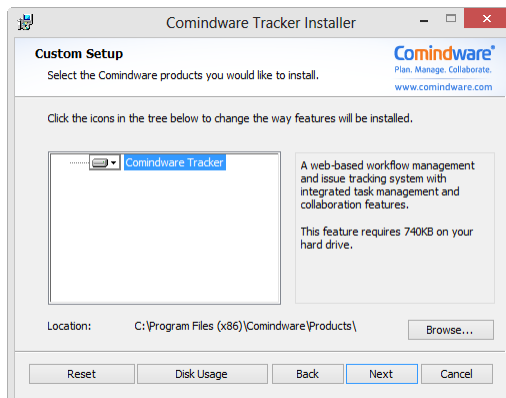 Comindware Tracker Installer
Custom Setup
Select the Comindware products you would like to install.
Comindware®
Plan. Manage. Collaborate.
www.comindware.com
Click the icons in the tree below to change the way features will be installed.
Comindware Tracker
A web-based workflow management
and issue tracking system with
integrated task management and
collaboration features.
This feature requires 740KB on your
hard drive.
Location:
C:\Program Files (x86)\Comindware\Products\
Browse...
Reset
Disk Usage
Back
Next
Cancel